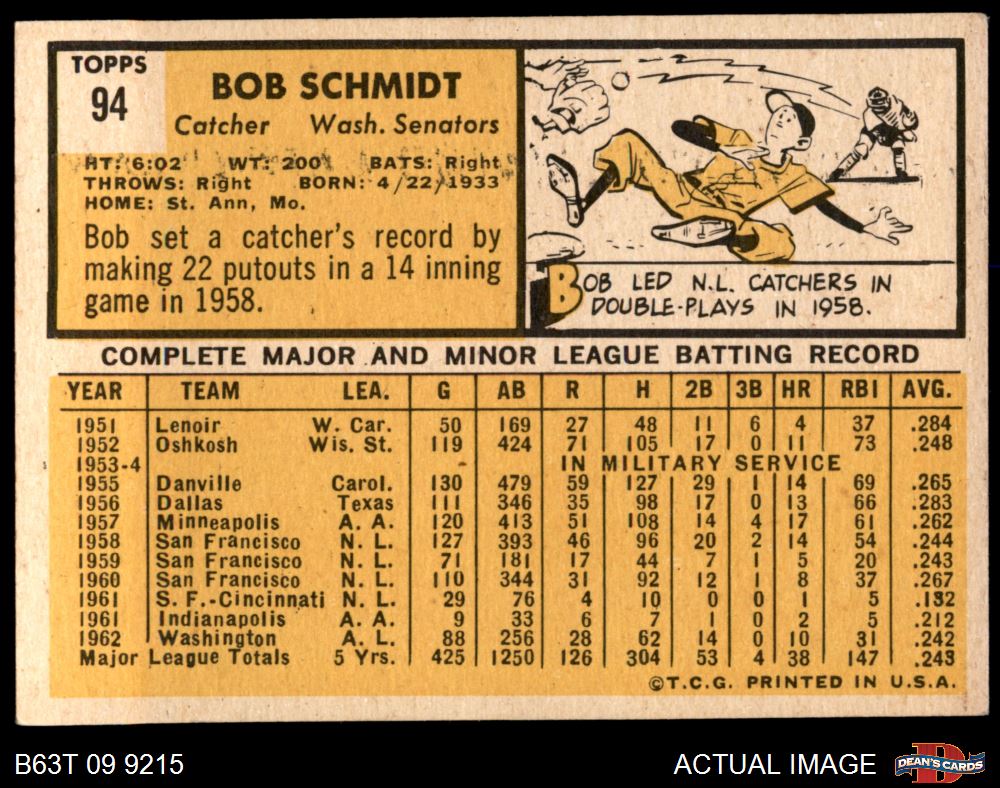 TOPPS
94
BOB SCHMIDT
Catcher Wash. Senators
HT: 6:02 WT: 200 BATS: Right
THROWS: Right BORN: 4/22/1933
HOME: St. Ann, Mo.
Bob set a catcher's record by
making 22 putouts in a 14 inning
game in 1958.
BOB LED N.L. CATCHERS IN
DOUBLE-PLAYS IN 1958.
COMPLETE MAJOR AND MINOR LEAGUE BATTING RECORD
YEAR TEAM LEA. G AB R H 2B 3B HR RBI AVG.
1951 Lenoir W. Car. 50 169 27 48 11 6 4 37 .284
1952 Oshkosh Wis. St. 119 424 71 105 17 0 11 73 .248
1953-4 IN MILITARY SERVICE
1955 Danville Carol. 130 479 59 127 29 1 14 69 .265
1956 Dallas Texas 111 346 35 98 17 0 13 66 .283
1957 Minneapolis A. A. 120 413 51 108 14 4 17 61 .262
1958 San Francisco N. L. 127 393 46 96 20 2 14 54 .244
1959 San Francisco N. L. 71 181 17 44 7 1 5 20 .243
1960 San Francisco N. L. 110 344 31 92 12 1 8 37 .267
1961 S. F.-Cincinnati N. L. 29 76 4 10 0 0 1 5 .132
1961 Indianapolis A. A. 9 33 6 7 1 0 2 5 .212
1962 Washington A. L. 88 256 28 62 14 0 10 31 .242
Major League Totals 5 Yrs. 425 1250 126 304 53 4 38 147 .243
©T.C.G. PRINTED IN U.S.A.
B63T 09 9215
ACTUAL IMAGE
DEAN'S CARDS